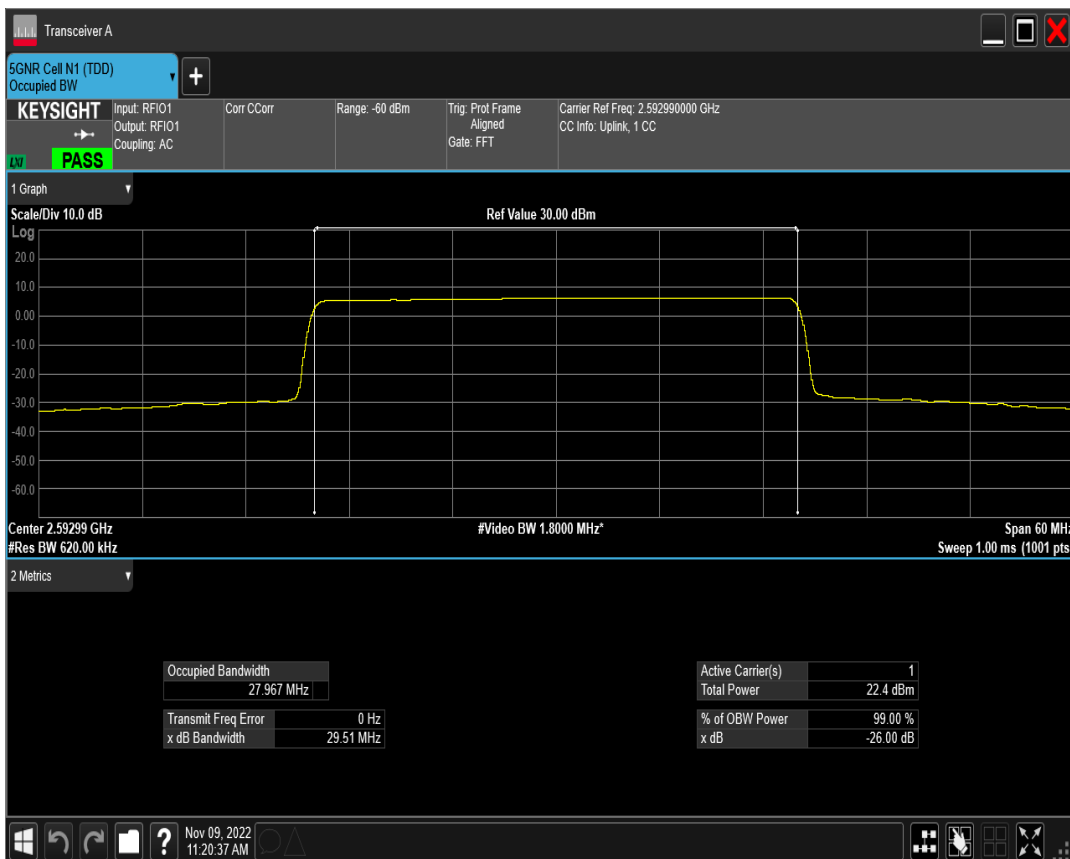 Transceiver A
5GNR Cell N1 (TDD)
Occupied BW
+
KEYSIGHT
LXI
PASS
Input: RFIO1
Output: RFIO1
Coupling: AC
Corr CCorr
Range: -60 dBm
Trig: Prot Frame
Aligned
Gate: FFT
Carrier Ref Freq: 2.592990000 GHz
CC Info: Uplink, 1 CC
1 Graph
Scale/Div 10.0 dB
Ref Value 30.00 dBm
Log
20.0
10.0
0.00
-10.0
-20.0
-30.0
-40.0
-50.0
-60.0
Center 2.59299 GHz
#Video BW 1.8000 MHz*
Span 60 MHz
#Res BW 620.00 kHz
Sweep 1.00 ms (1001 pts
2 Metrics
Occupied Bandwidth
27.967 MHz
Transmit Freq Error 0 Hz
x dB Bandwidth 29.51 MHz
Active Carrier(s) 1
Total Power 22.4 dBm
% of OBW Power 99.00 %
x dB -26.00 dB
?
Nov 09, 2022
11:20:37 AM